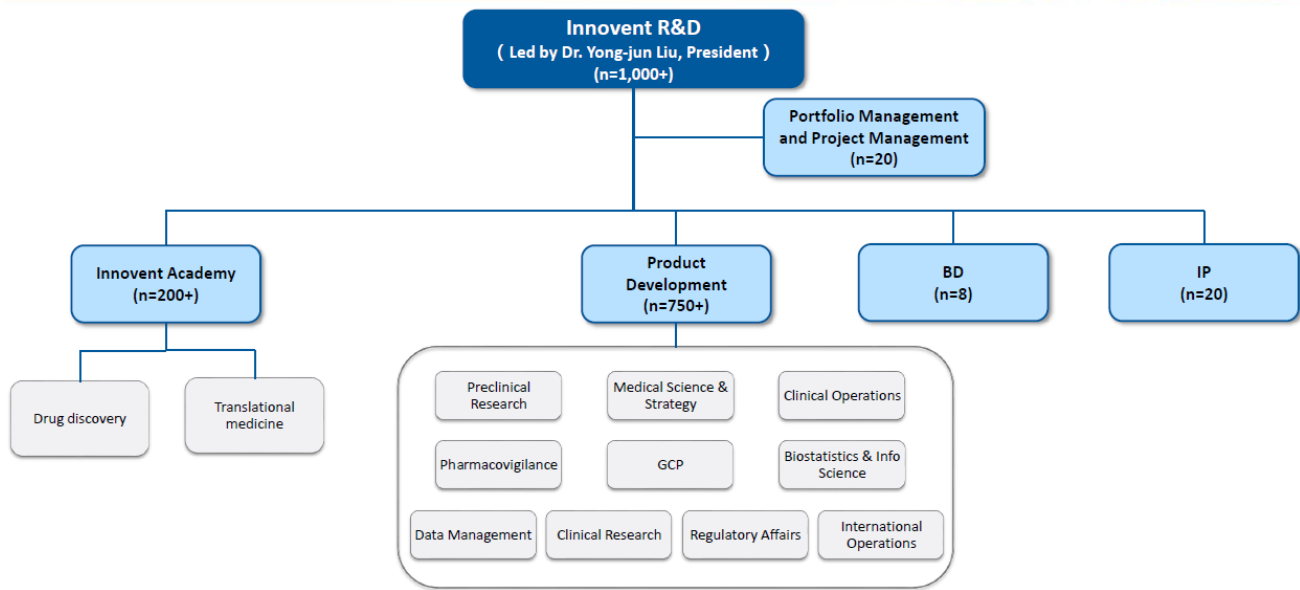 Innovent R&D
( Led by Dr. Yong-jun Liu, President )
(n=1,000+)
Portfolio Management
and Project Management
(n=20)
Innovent Academy
(n=200+)
Product
Development
(n=750+)
BD
(n=8)
IP
(n=20)
Drug discovery
Translational
medicine
Preclinical
Research
Medical Science &
Strategy
Clinical Operations
Pharmacovigilance
GCP
Biostatistics & Info
Science
Data Management
Clinical Research
Regulatory Affairs
International
Operations